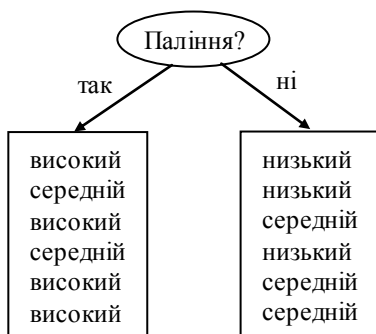 Паління?
так
ні
високий
середній
високий
середній
високий
високий
низький
низький
середній
низький
середній
середній